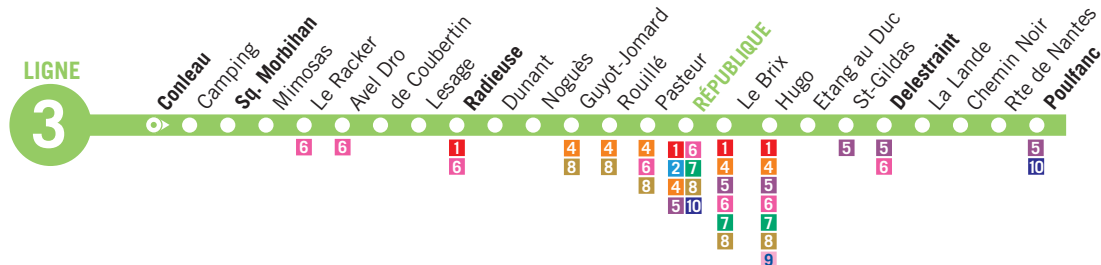 LIGNE
3
Conleau
Camping
Sq. Morbihan
Mimosas
Le Racker
Avel Dro
de Coubertin
Lesage
Radieuse
Dunant
Noguès
Guyot-Jomard
Rouillé
Pasteur
RÉPUBLIQUE
Le Brix
Hugo
Etang au Duc
St-Gildas
Delestraint
La Lande
Chemin Noir
Rte de Nantes
Poulfanc
6
6
1
6
4
8
4
8
4
6
8
1 6
2 7
4 8
5 10
1
4
5
6
7
8
1
4
5
6
7
8
9
5
5
6
5
10